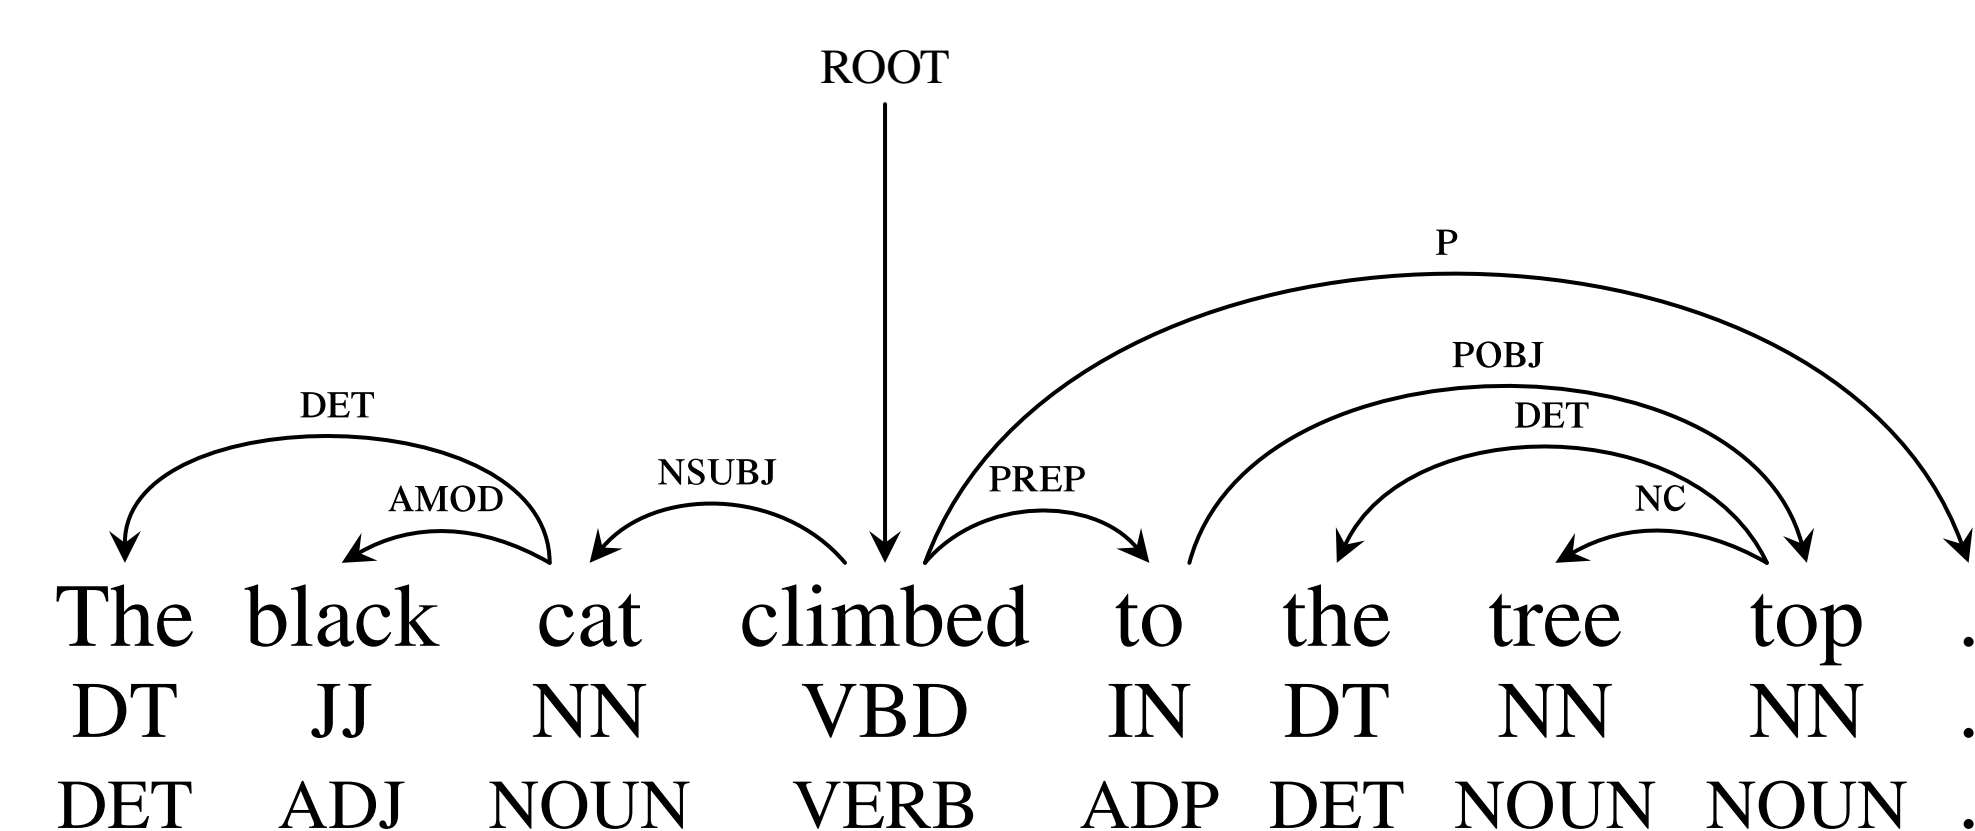 ROOT
P
POBJ
DET DET
NSUBJ PREP
AMOD NC
The black cat climbed to the tree top .
DT JJ NN VBD IN DT NN NN .
DET ADJ NOUN VERB ADP DET NOUN NOUN .